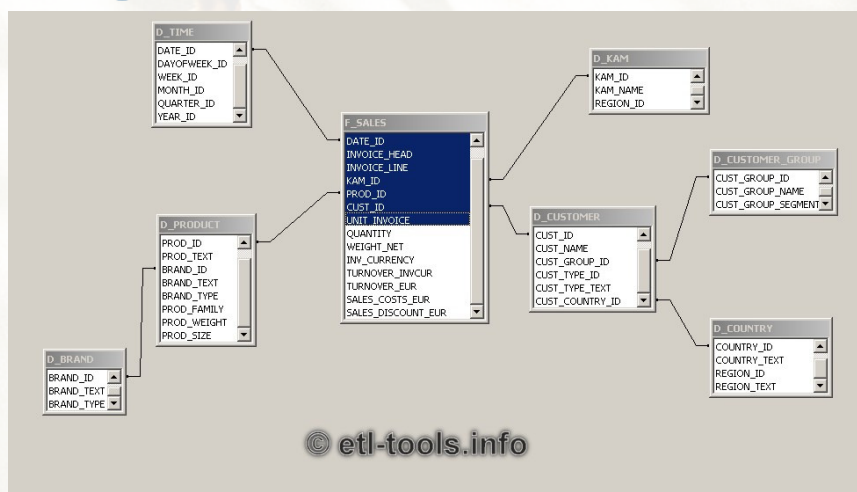 D_TIME
DATE_ID
DAYOFWEEK_ID
WEEK_ID
MONTH_ID
QUARTER_ID
YEAR_ID
D_KAM
KAM_ID
KAM_NAME
REGION_ID
F_SALES
DATE_ID
INVOICE_HEAD
INVOICE_LINE
KAM_ID
PROD_ID
CUST_ID
UNIT_INVOICE
QUANTITY
WEIGHT_NET
INV_CURRENCY
TURNOVER_INVCUR
TURNOVER_EUR
SALES_COSTS_EUR
SALES_DISCOUNT_EUR
D_CUSTOMER_GROUP
CUST_GROUP_ID
CUST_GROUP_NAME
CUST_GROUP_SEGMENT
D_PRODUCT
PROD_ID
PROD_TEXT
BRAND_ID
BRAND_TEXT
BRAND_TYPE
PROD_FAMILY
PROD_WEIGHT
PROD_SIZE
D_CUSTOMER
CUST_ID
CUST_NAME
CUST_GROUP_ID
CUST_TYPE_ID
CUST_TYPE_TEXT
CUST_COUNTRY_ID
D_COUNTRY
COUNTRY_ID
COUNTRY_TEXT
REGION_ID
REGION_TEXT
D_BRAND
BRAND_ID
BRAND_TEXT
BRAND_TYPE
© etl-tools.info